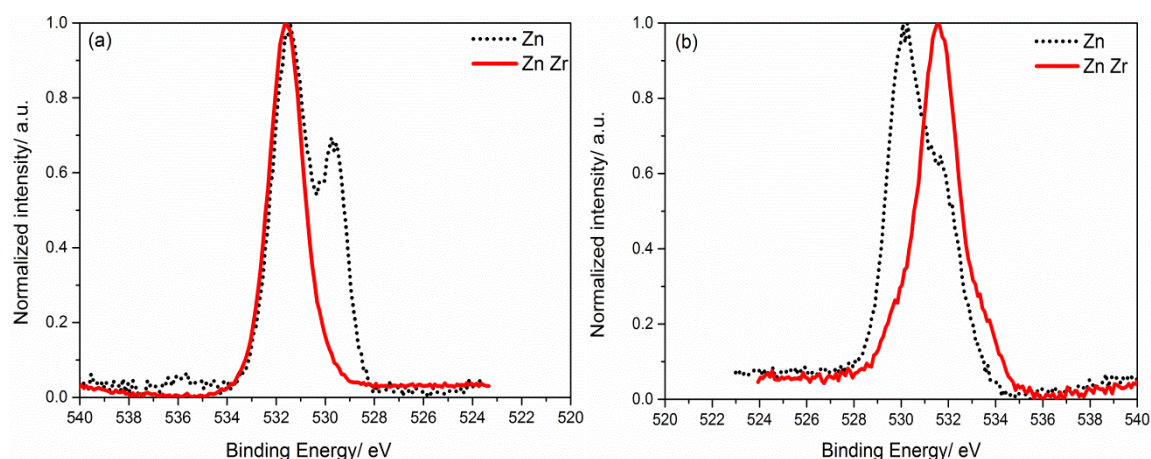 (a)
Zn
Zn Zr
1.0
0.8
0.6
0.4
0.2
0.0
Normalized intensity/ a.u.
540 538 536 534 532 530 528 526 524 522 520
Binding Energy/ eV
(b)
Zn
Zn Zr
1.0
0.8
0.6
0.4
0.2
0.0
Normalized intensity/ a.u.
520 522 524 526 528 530 532 534 536 538 540
Binding Energy/ eV